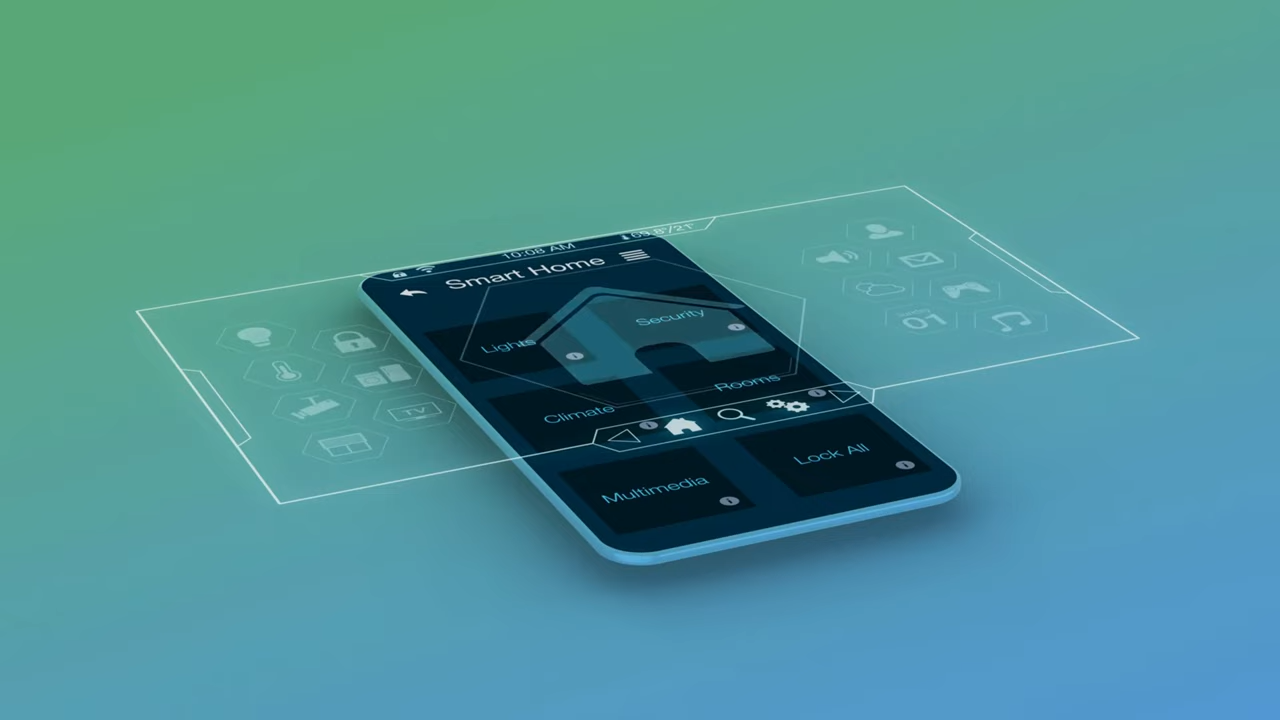 10:08 AM
Smart Home
Lights
Security
Climate
Rooms
Multimedia
Lock All
TV
01